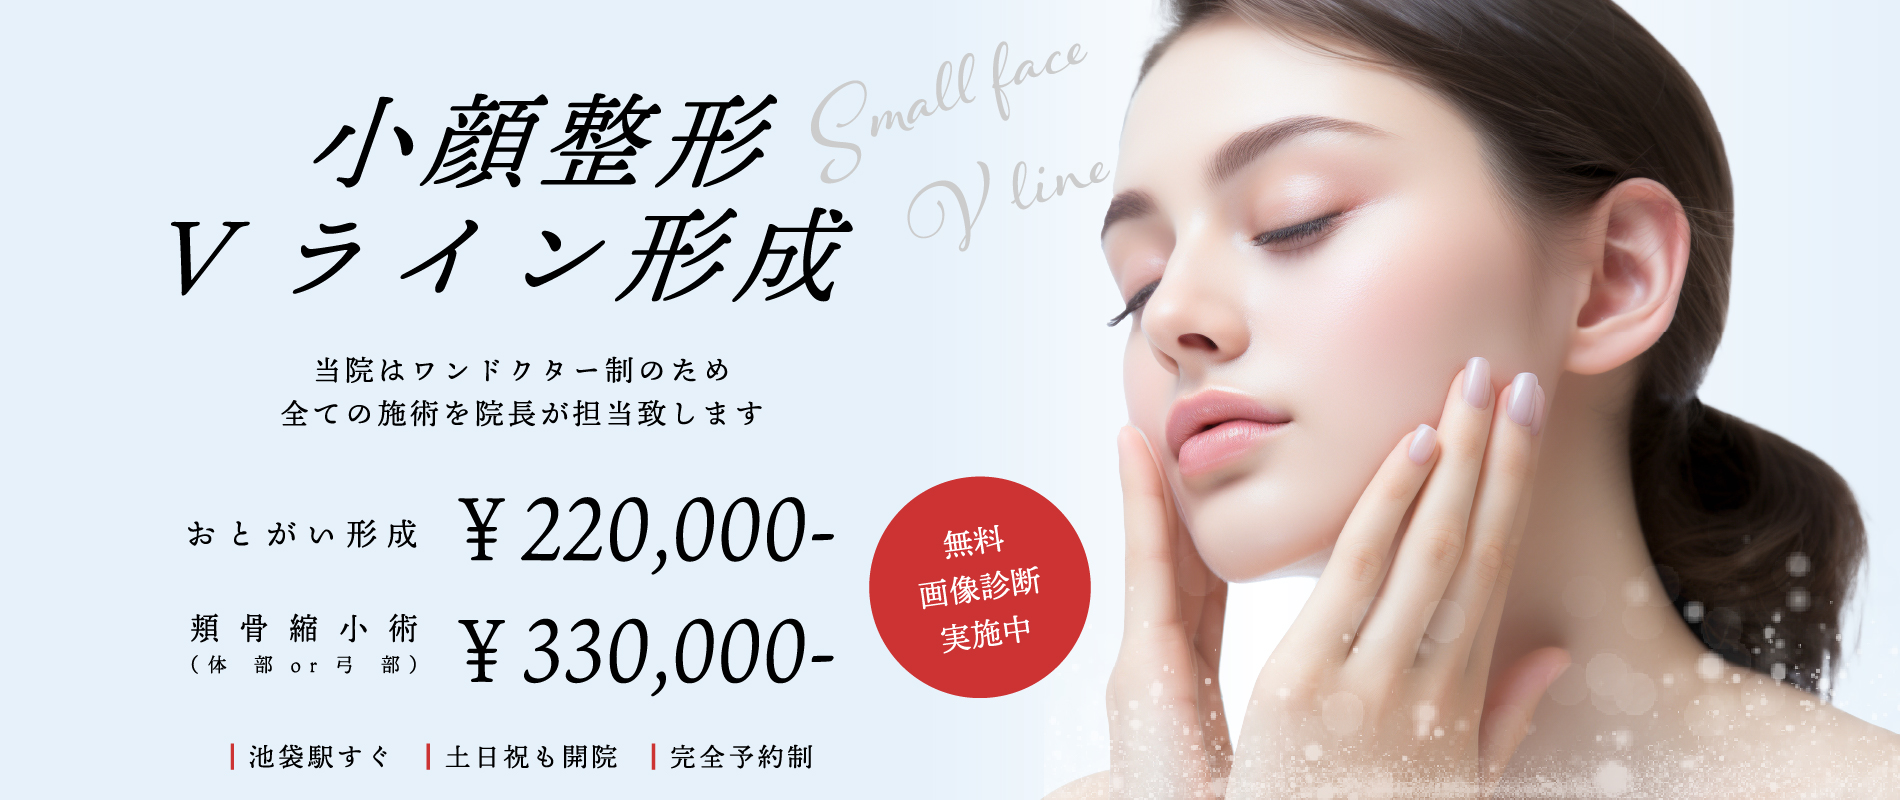 小顔整形
Small face
V ライン形成
V line
当院はワンドクター制のため
全ての施術を院長が担当致します
おとがい形成 ¥220,000-
頬骨縮小術 ¥330,000-
(体部or弓部)
無料
画像診断
実施中
池袋駅すぐ 土日祝も開院 完全予約制